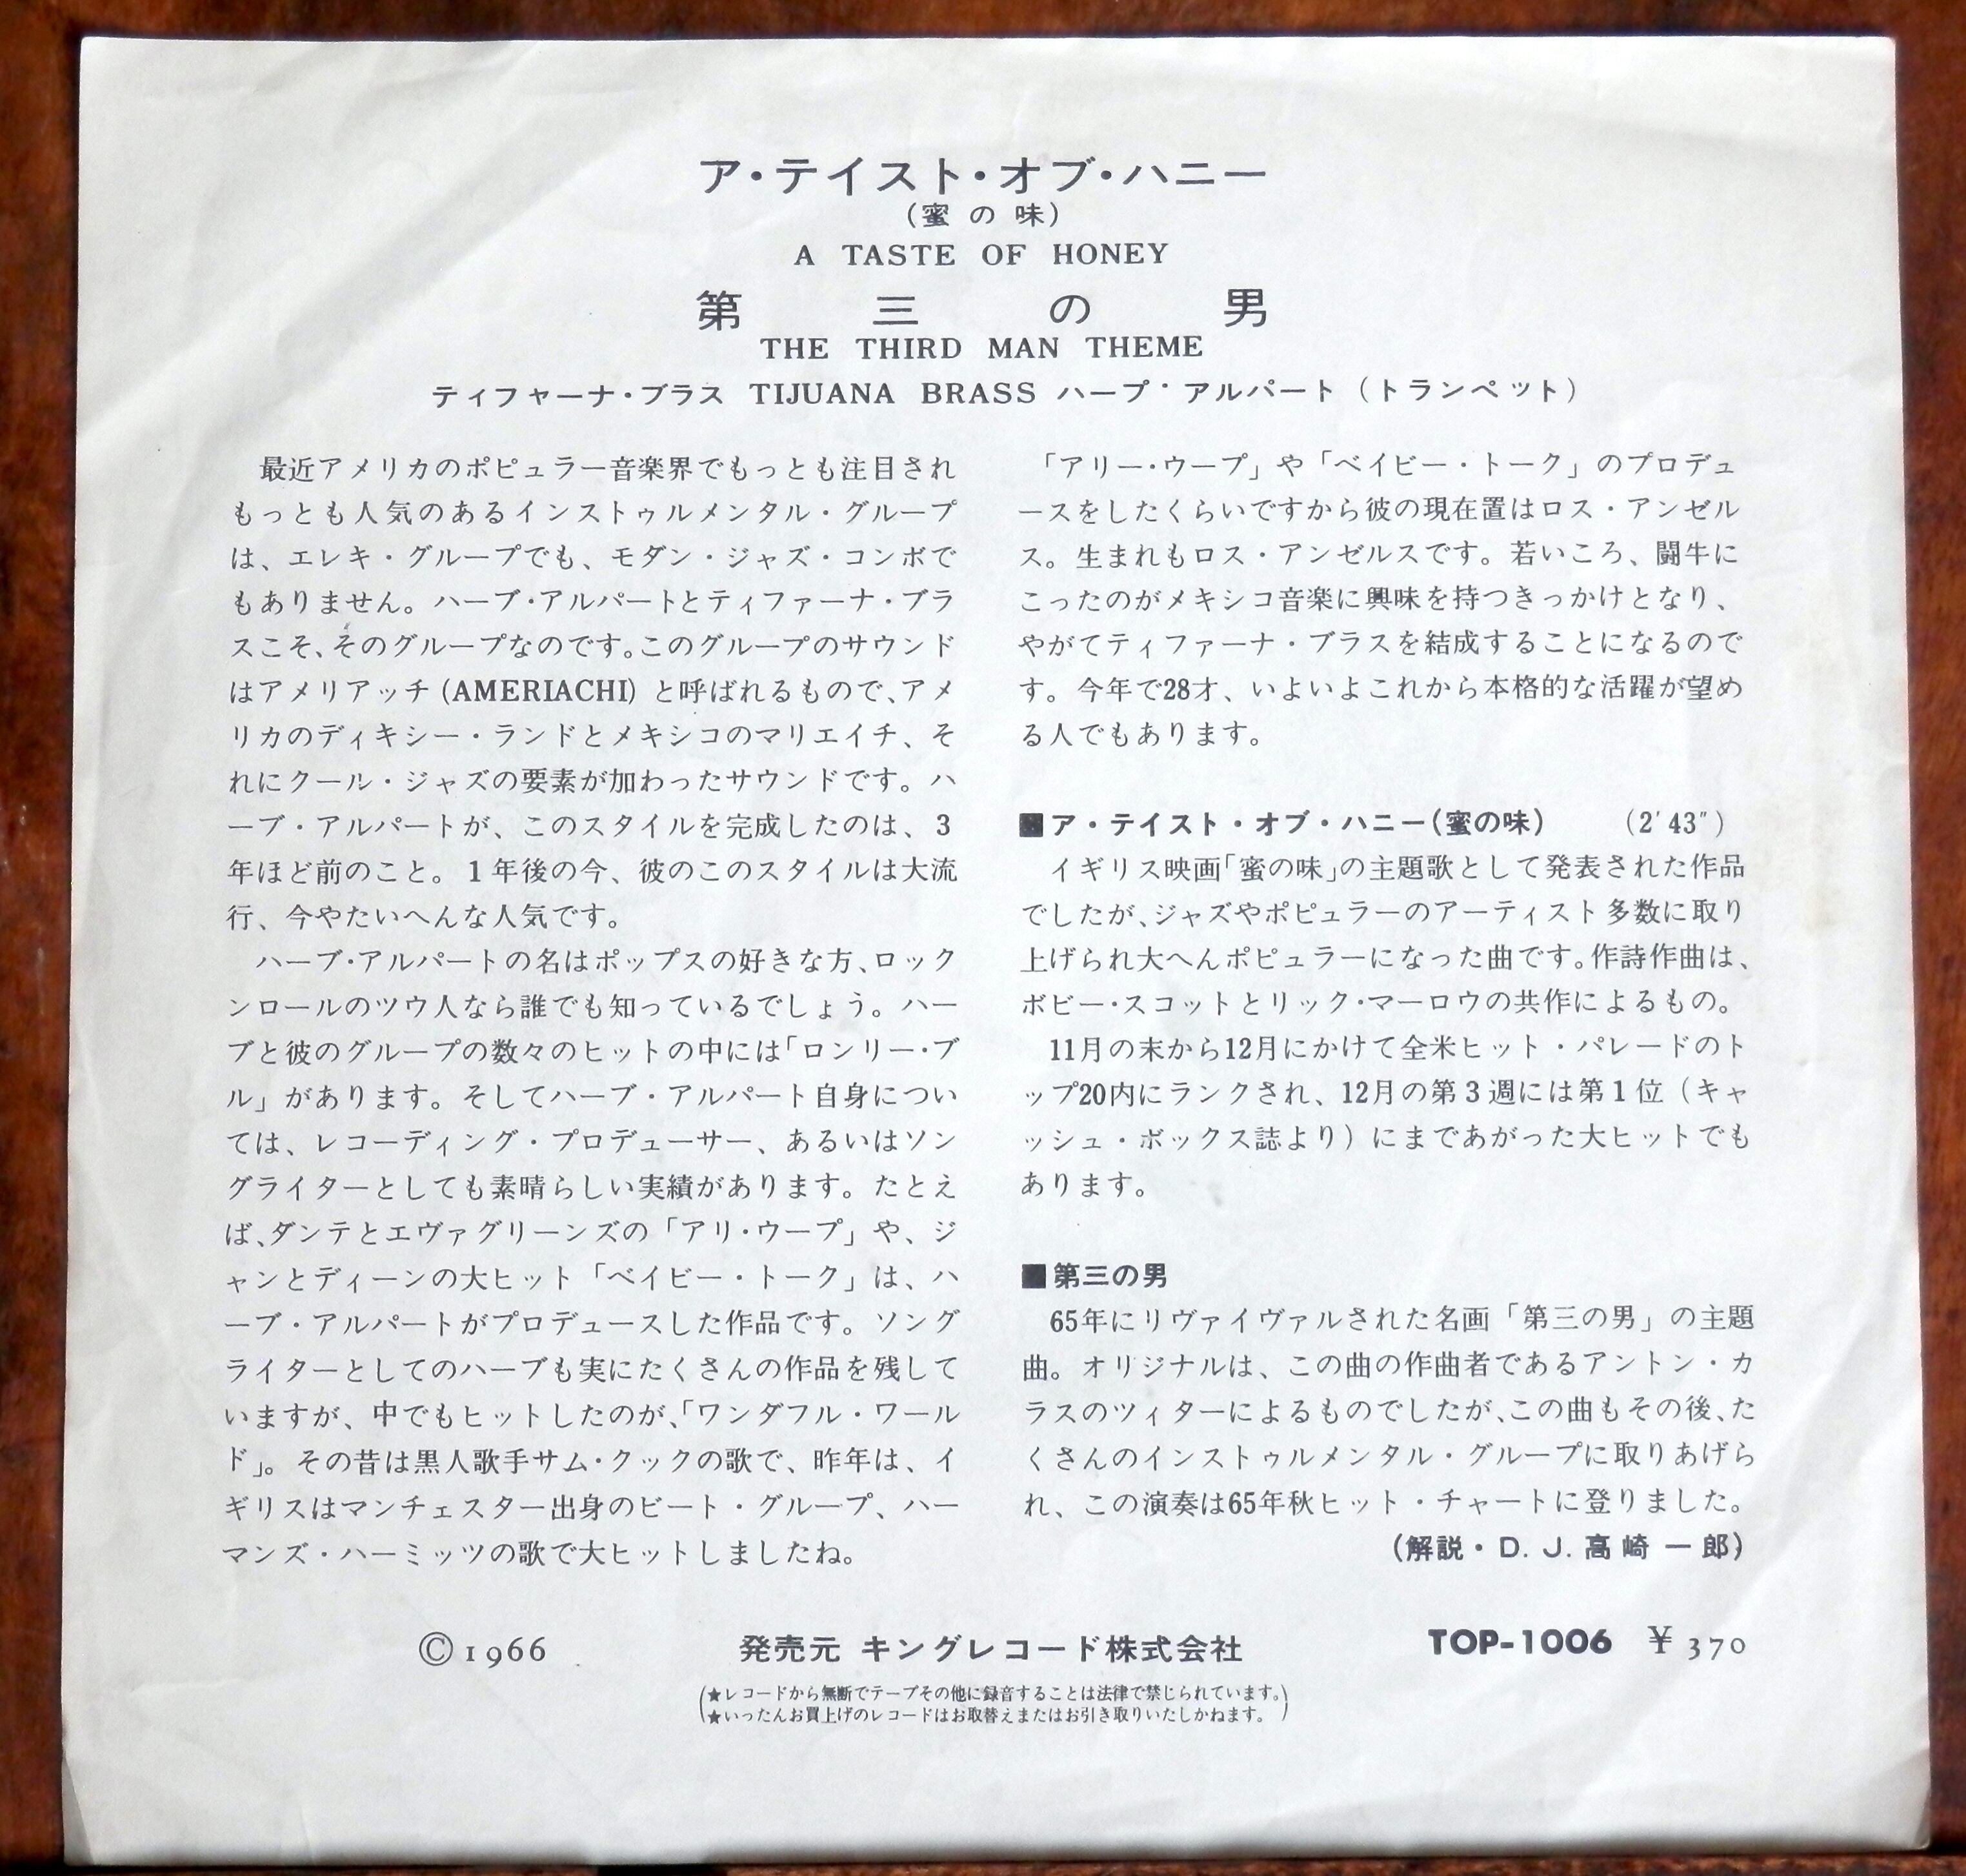 ア・テイスト・オブ・ハニー
(蜜の味)
A TASTE OF HONEY
第三の男
THE THIRD MAN THEME
ティファーナ・ブラス TIJUANA BRASS ハープ・アルパート (トランペット)
最近アメリカのポピュラー音楽界でもっとも注目され
もっとも人気のあるインストゥルメンタル・グループ
は、エレキ・グループでも、モダン・ジャズ・コンボで
もありません。ハーブ・アルパートとティファーナ・ブラ
スこそ、そのグループなのです。このグループのサウンド
はアメリアッチ (AMERIACHI) と呼ばれるもので、アメ
リカのディキシー・ランドとメキシコのマリエイチ、そ
れにクール・ジャズの要素が加わったサウンドです。ハ
ーブ・アルパートが、このスタイルを完成したのは、3
年ほど前のこと。1年後の今、彼のこのスタイルは大流
行、今やたいへんな人気です。
ハーブ・アルパートの名はポップスの好きな方、ロック
ンロールのツウ人なら誰でも知っているでしょう。ハー
ブと彼のグループの数々のヒットの中には「ロンリー・ブ
ル」があります。そしてハーブ・アルパート自身につい
ては、レコーディング・プロデューサー、あるいはソン
グライターとしても素晴らしい実績があります。たとえ
ば、ダンテとエヴァグリーンズの「アリ・ウープ」や、ジ
ャンとディーンの大ヒット「ベイビー・トーク」は、ハ
ーブ・アルパートがプロデュースした作品です。ソング
ライターとしてのハーブも実にたくさんの作品を残して
いますが、中でもヒットしたのが、「ワンダフル・ワール
ド」。その昔は黒人歌手サム・クックの歌で、昨年は、イ
ギリスはマンチェスター出身のビート・グループ、ハー
マンズ・ハーミッツの歌で大ヒットしましたね。
「アリー・ウープ」や「ベイビー・トーク」のプロデュ
ースをしたくらいですから彼の現在置はロス・アンゼル
ス。生まれもロス・アンゼルスです。若いころ、闘牛に
こったのがメキシコ音楽に興味を持つきっかけとなり、
やがてティファーナ・ブラスを結成することになるので
す。今年で28才、いよいよこれから本格的な活躍が望め
る人でもあります。
■ア・テイスト・オブ・ハニー(蜜の味) (2′43″)
イギリス映画「蜜の味」の主題歌として発表された作品
でしたが、ジャズやポピュラーのアーティスト多数に取り
上げられ大へんポピュラーになった曲です。作詩作曲は、
ボビー・スコットとリック・マーロウの共作によるもの。
11月の末から12月にかけて全米ヒット・パレードのト
ップ20内にランクされ、12月の第3週には第1位（キャ
ッシュ・ボックス誌より）にまであがった大ヒットでも
あります。
■第三の男
65年にリヴァイヴァルされた名画「第三の男」の主題
曲。オリジナルは、この曲の作曲者であるアントン・カ
ラスのツィターによるものでしたが、この曲もその後、た
くさんのインストゥルメンタル・グループに取りあげら
れ、この演奏は65年秋ヒット・チャートに登りました。
(解説・D.J.高崎一郎)
©1966 発売元 キングレコード株式会社 TOP-1006 ¥370
★レコードから無断でテープその他に録音することは法律で禁じられています。
★いったんお買上げのレコードはお取替えまたはお引き取りいたしかねます。